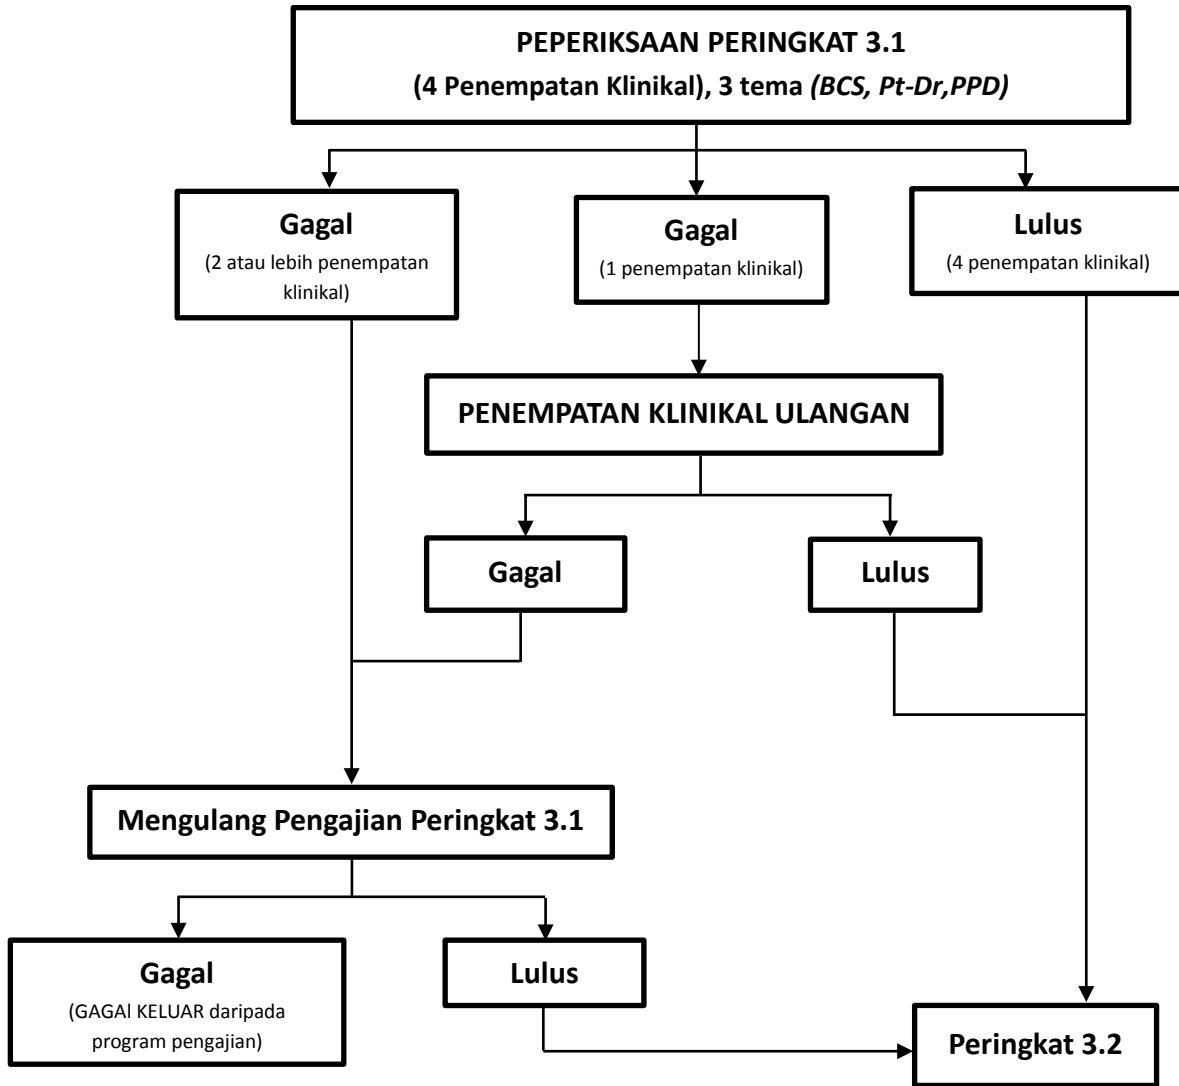 PEPERIKSAAN PERINGKAT 3.1
(4 Penempatan Klinikal), 3 tema (BCS, Pt-Dr,PPD)
Gagal
(2 atau lebih penempatan
klinikal)
Gagal
(1 penempatan klinikal)
Lulus
(4 penempatan klinikal)
PENEMPATAN KLINIKAL ULANGAN
Gagal
Lulus
Mengulang Pengajian Peringkat 3.1
Gagal
(GAGAl KELUAR daripada
program pengajian)
Lulus
Peringkat 3.2